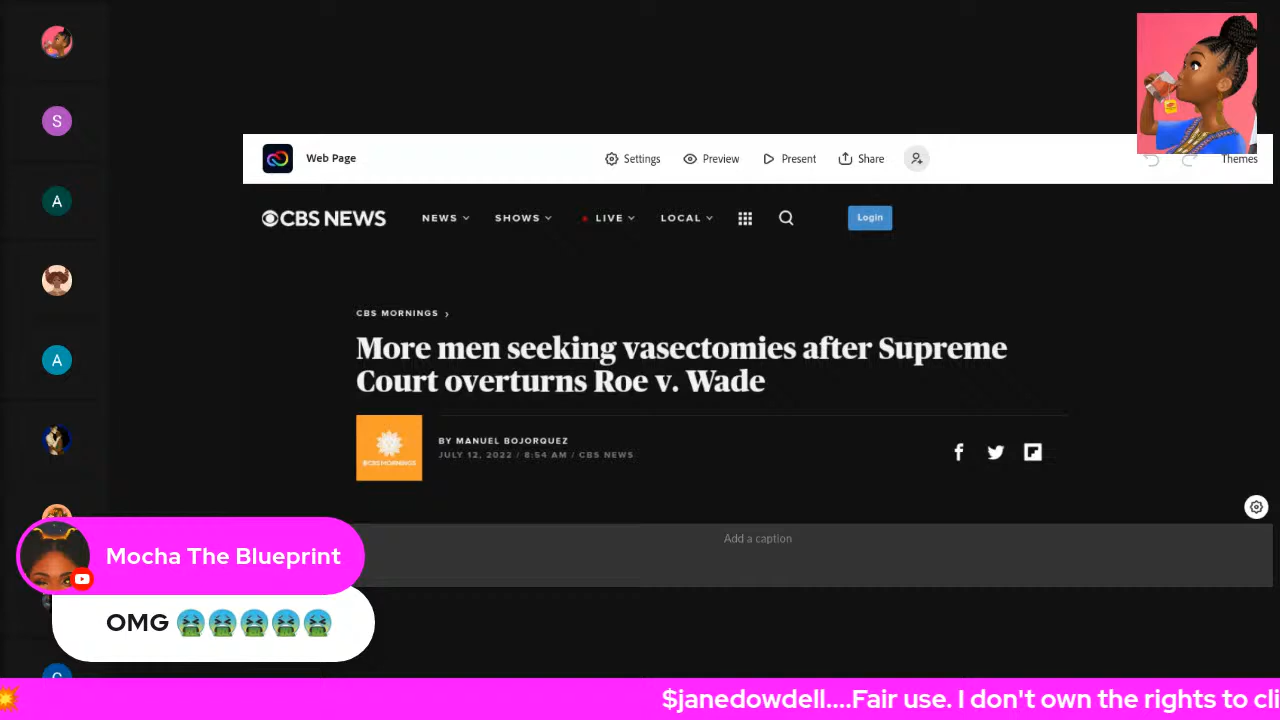 S
Web Page
Settings
Preview
Present
Share
Themes
A
CBS NEWS
NEWS
SHOWS
LIVE
LOCAL
Login
CBS MORNINGS
More men seeking vasectomies after Supreme
Court overturns Roe v. Wade
A
CBS MORNINGS
BY MANUEL BOJORQUEZ
JULY 12, 2022 / 8:54 AM / CBS NEWS
Add a caption
Mocha The Blueprint
OMG 🤮🤮🤮🤮🤮
$janedowdell....Fair use. I don't own the rights to cli